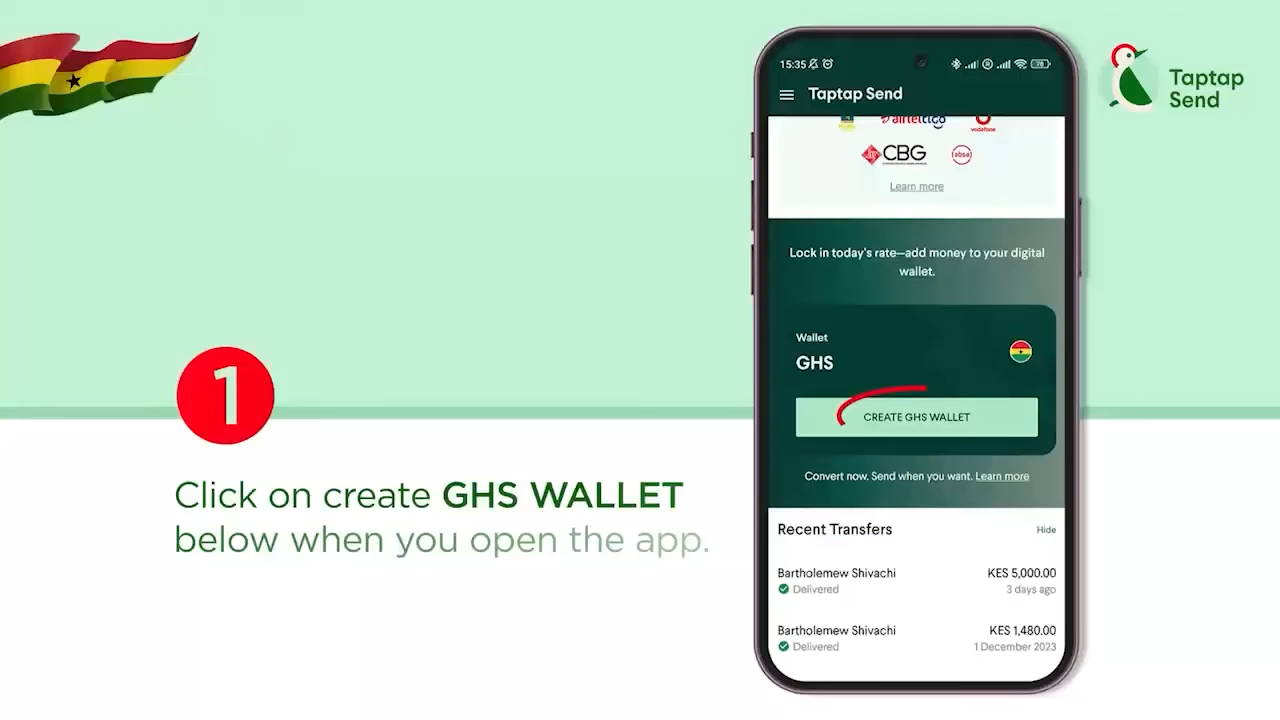 Taptap
Send
1
Click on create GHS WALLET
below when you open the app.
15:35
78
Taptap Send
airteltigo
vodafone
CBG
absa
Learn more
Lock in today's rate—add money to your digital
wallet.
Wallet
GHS
CREATE GHS WALLET
Convert now. Send when you want. Learn more
Recent Transfers Hide
Bartholemew Shivachi KES 5,000.00
Delivered 3 days ago
Bartholemew Shivachi KES 1,480.00
Delivered 1 December 2023